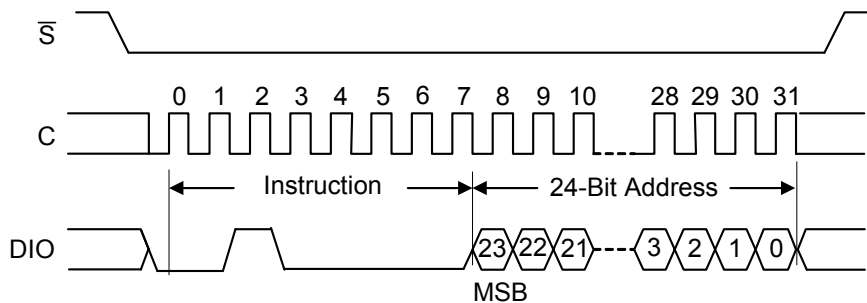 S̅
0 1 2 3 4 5 6 7 8 9 10 28 29 30 31
C
Instruction 24-Bit Address
DIO 23 22 21 3 2 1 0
MSB